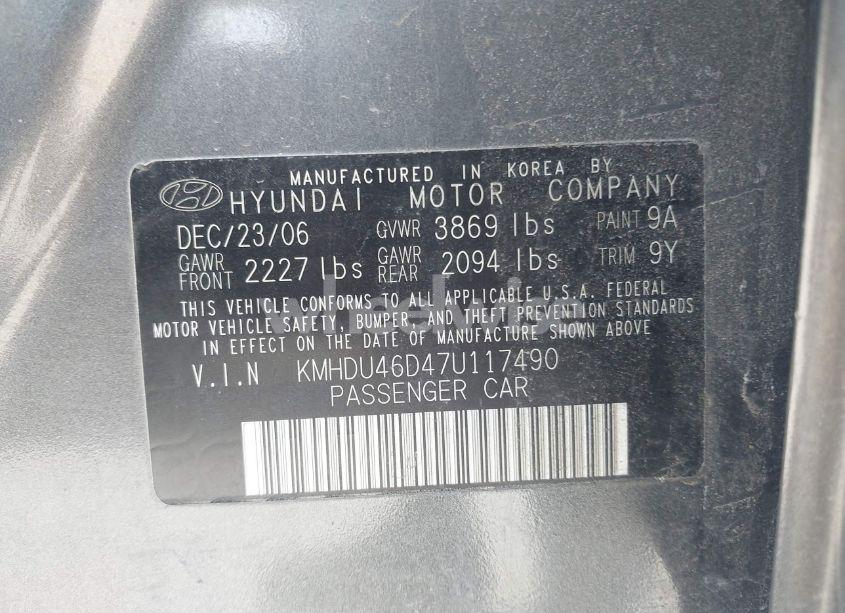 MANUFACTURED IN KOREA BY
HYUNDAI MOTOR COMPANY
DEC/23/06 GVWR 3869 lbs PAINT 9A
GAWR FRONT 2227 lbs GAWR REAR 2094 lbs TRIM 9Y
THIS VEHICLE CONFORMS TO ALL APPLICABLE U.S.A. FEDERAL
MOTOR VEHICLE SAFETY, BUMPER, AND THEFT PREVENTION STANDARDS
IN EFFECT ON THE DATE OF MANUFACTURE SHOWN ABOVE
V.I.N KMHDU46D47U117490
PASSENGER CAR